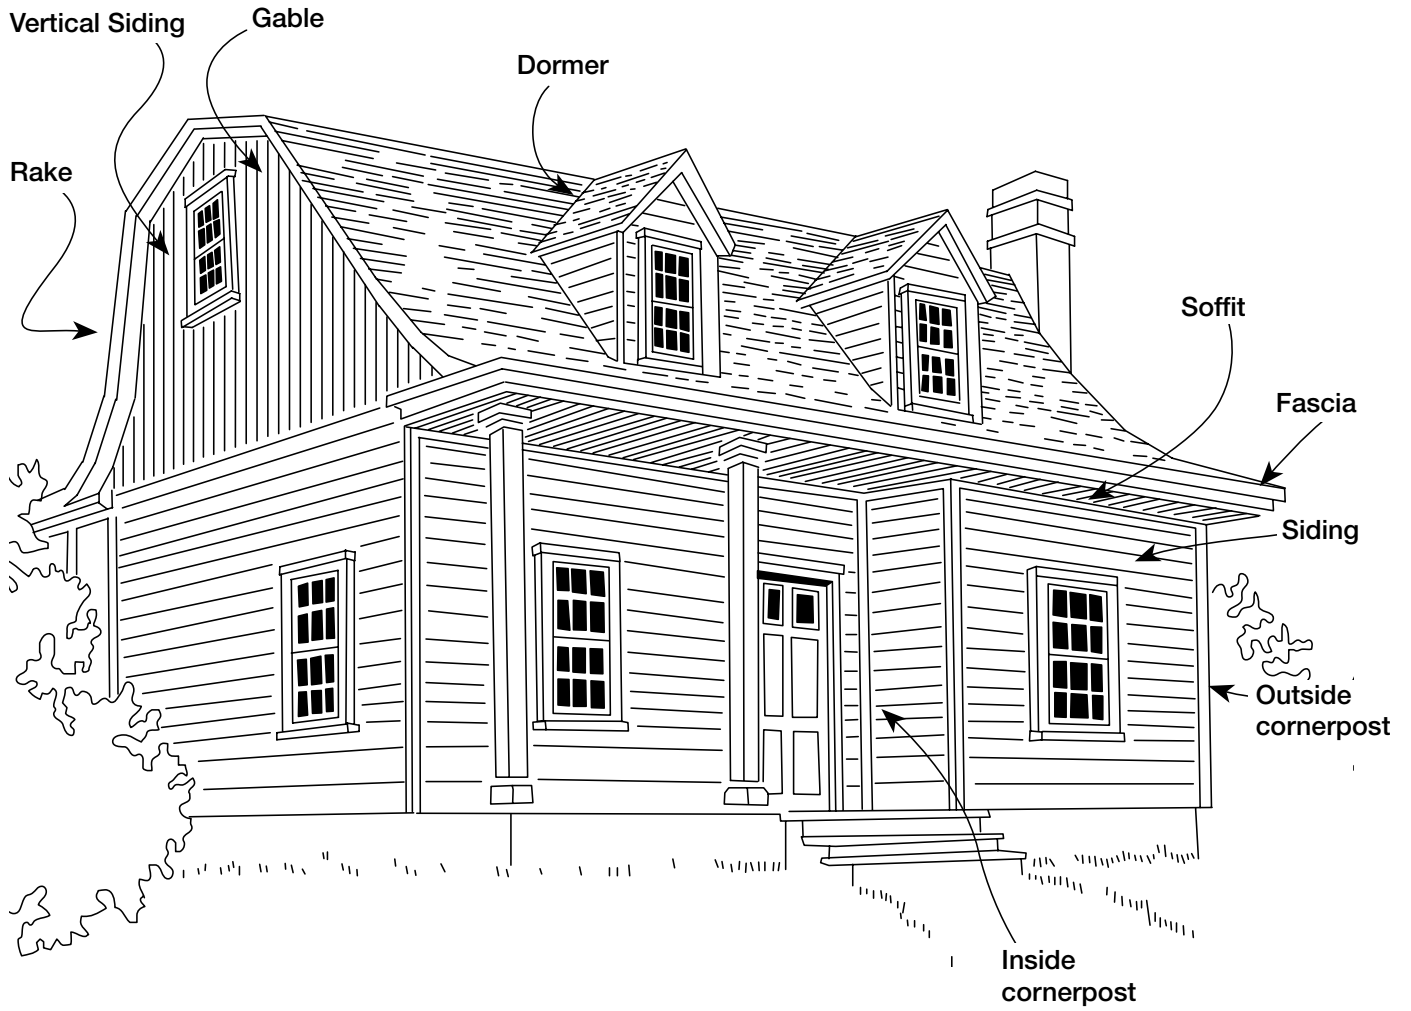 Vertical Siding
Gable
Dormer
Rake
Soffit
Fascia
Siding
Outside
cornerpost
Inside
cornerpost